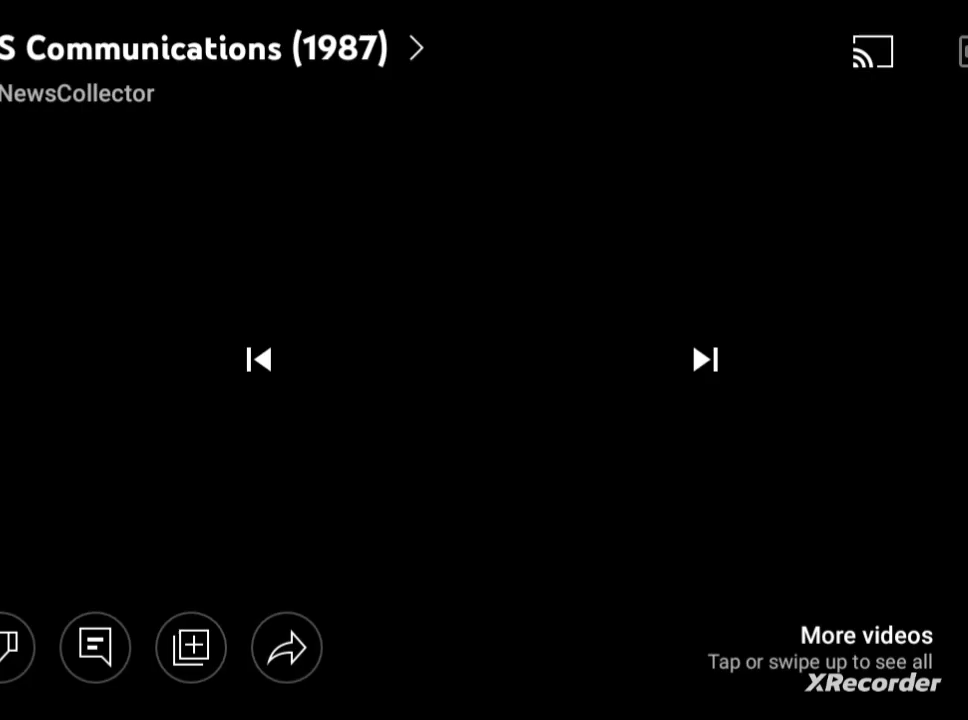 S Communications (1987)
NewsCollector
More videos
Tap or swipe up to see all
XRecorder